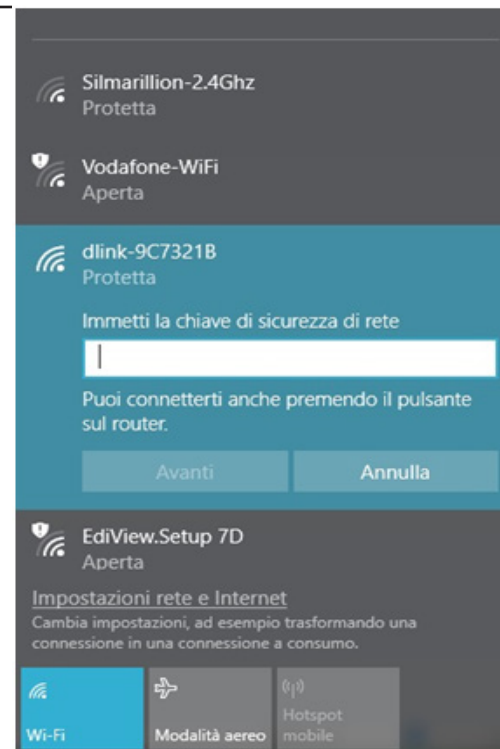 Silmarillion-2.4Ghz
Protetta
Vodafone-WiFi
Aperta
dlink-9C7321B
Protetta
Immetti la chiave di sicurezza di rete
Puoi connetterti anche premendo il pulsante
sul router.
Avanti Annulla
EdiView.Setup 7D
Aperta
Impostazioni rete e Internet
Cambia impostazioni, ad esempio trasformando una
connessione in una connessione a consumo.
Wi-Fi
Modalità aereo
Hotspot
mobile